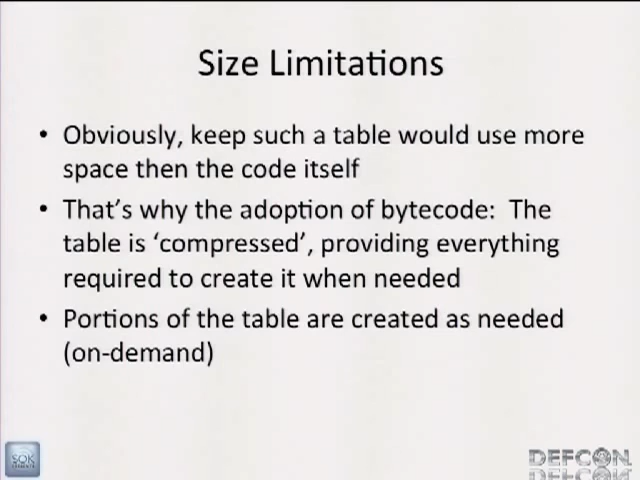 Size Limitations
• Obviously, keep such a table would use more
space then the code itself
• That's why the adoption of bytecode:  The
table is 'compressed', providing everything
required to create it when needed
• Portions of the table are created as needed
(on-demand)
SQK
DEFCON